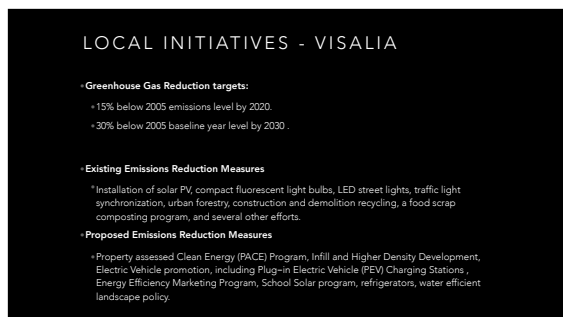 LOCAL INITIATIVES - VISALIA
Greenhouse Gas Reduction targets:
15% below 2005 emissions level by 2020.
30% below 2005 baseline year level by 2030 .
Existing Emissions Reduction Measures
Installation of solar PV, compact fluorescent light bulbs, LED street lights, traffic light
synchronization, urban forestry, construction and demolition recycling, a food scrap
composting program, and several other efforts.
Proposed Emissions Reduction Measures
Property assessed Clean Energy (PACE) Program, Infill and Higher Density Development,
Electric Vehicle promotion, including Plug-in Electric Vehicle (PEV) Charging Stations ,
Energy Efficiency Marketing Program, School Solar program, refrigerators, water efficient
landscape policy.